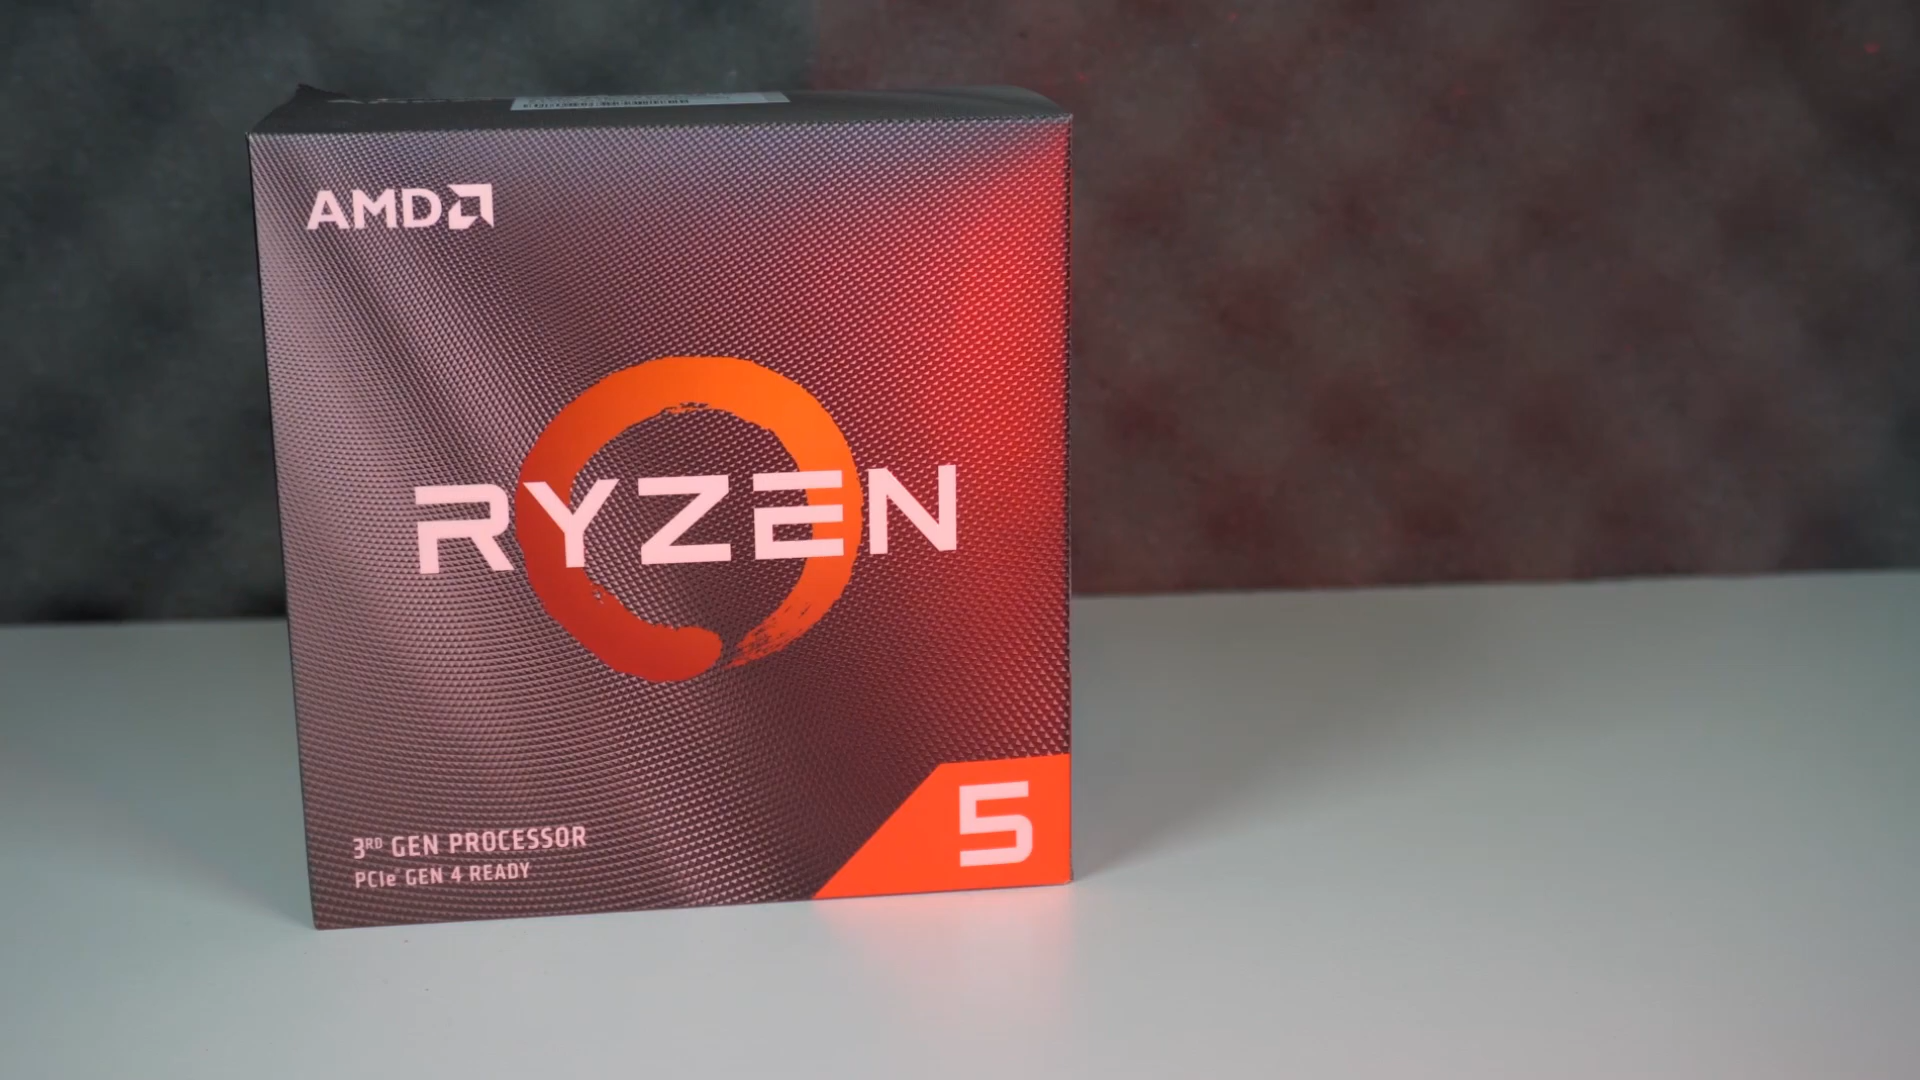 AMD
RYZEN
5
3RD GEN PROCESSOR
PCIe® GEN 4 READY